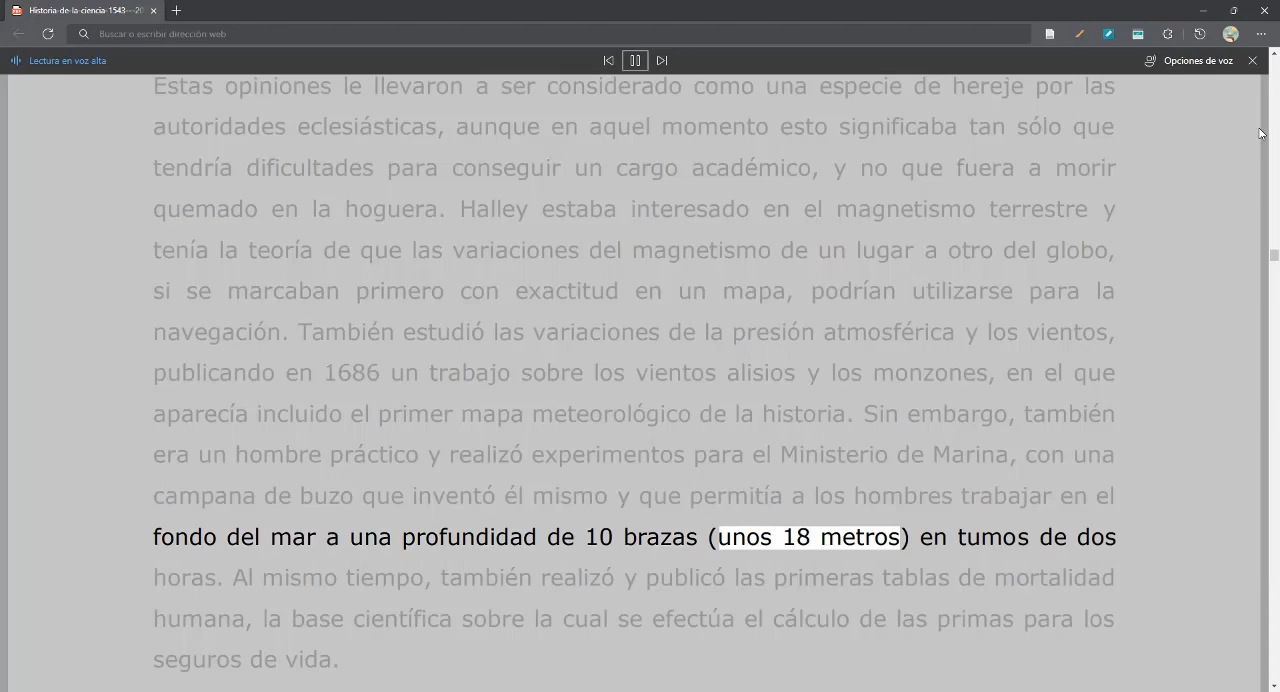 Historia-de-la-ciencia-1543---20
Buscar o escribir dirección web
Lectura en voz alta
Opciones de voz
Estas opiniones le llevaron a ser considerado como una especie de hereje por las
autoridades eclesiásticas, aunque en aquel momento esto significaba tan sólo que
tendría dificultades para conseguir un cargo académico, y no que fuera a morir
quemado en la hoguera. Halley estaba interesado en el magnetismo terrestre y
tenía la teoría de que las variaciones del magnetismo de un lugar a otro del globo,
si se marcaban primero con exactitud en un mapa, podrían utilizarse para la
navegación. También estudió las variaciones de la presión atmosférica y los vientos,
publicando en 1686 un trabajo sobre los vientos alisios y los monzones, en el que
aparecía incluido el primer mapa meteorológico de la historia. Sin embargo, también
era un hombre práctico y realizó experimentos para el Ministerio de Marina, con una
campana de buzo que inventó él mismo y que permitía a los hombres trabajar en el
fondo del mar a una profundidad de 10 brazas (unos 18 metros) en tumos de dos
horas. Al mismo tiempo, también realizó y publicó las primeras tablas de mortalidad
humana, la base científica sobre la cual se efectúa el cálculo de las primas para los
seguros de vida.